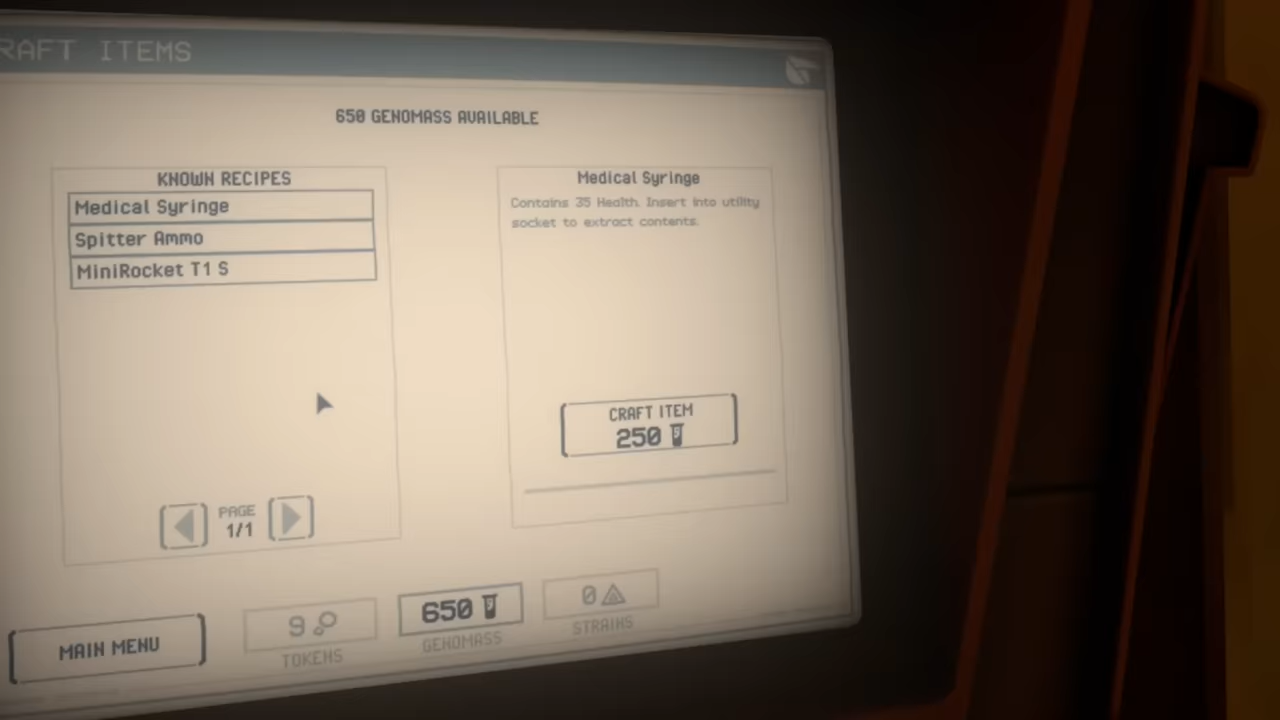 RAFT ITEMS
650 GENOMASS AVAILABLE
KNOWN RECIPES
Medical Syringe
Spitter Ammo
MiniRocket T1 S
PAGE
1/1
Medical Syringe
Contains 35 Health. Insert into utility
socket to extract contents.
CRAFT ITEM
250
MAIN MENU
9
TOKENS
650
GENOMASS
0
STRAINS